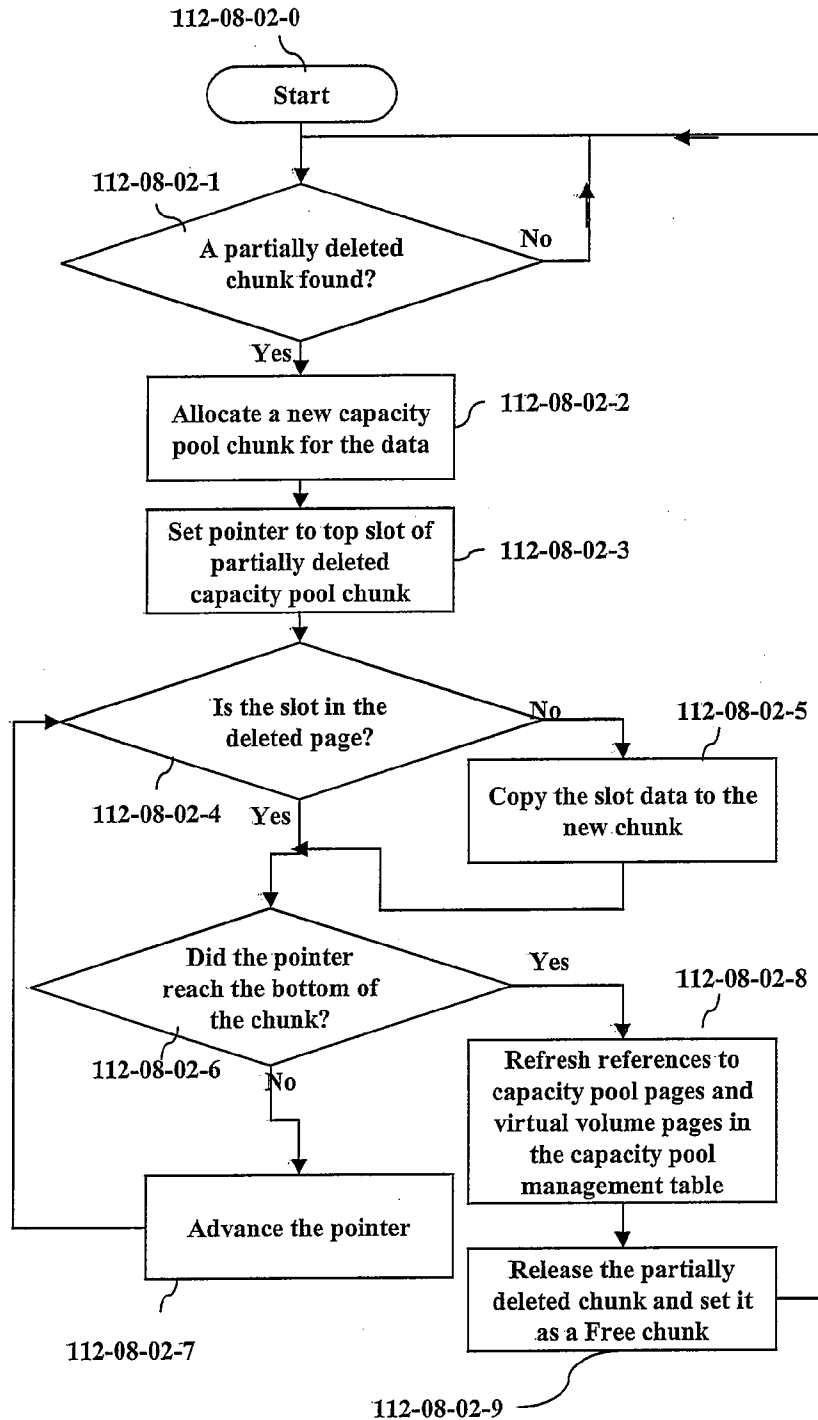 112-08-02-0
Start
112-08-02-1
A partially deleted
chunk found?
No
Yes
Allocate a new capacity
pool chunk for the data
112-08-02-2
Set pointer to top slot of
partially deleted
capacity pool chunk
112-08-02-3
Is the slot in the
deleted page?
No
112-08-02-4
Yes
112-08-02-5
Copy the slot data to the
new chunk
Did the pointer
reach the bottom of
the chunk?
Yes
112-08-02-6
No
112-08-02-8
Refresh references to
capacity pool pages and
virtual volume pages in
the capacity pool
management table
Advance the pointer
112-08-02-7
Release the partially
deleted chunk and set it
as a Free chunk
112-08-02-9